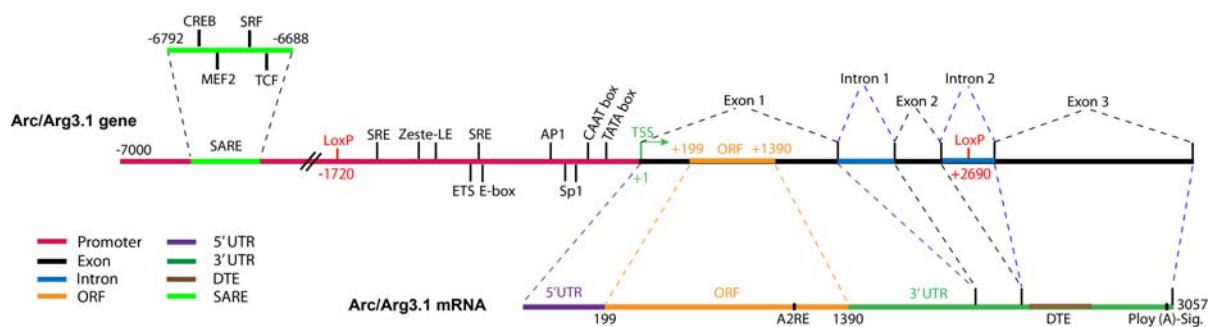 CREB SRF
-6792 -6688
MEF2 TCF
Intron 1 Intron 2
Exon 1 Exon 2 Exon 3
Arc/Arg3.1 gene
CAAT box
TATA box
LoxP SRE Zeste-LE SRE AP1 TSS LoxP
-7000 SARE +199 ORF +1390
-1720 +1 +2690
ETS E-box Sp1
Promoter 5'UTR
Exon 3'UTR
Intron DTE
ORF SARE
Arc/Arg3.1 mRNA
5'UTR ORF 3'UTR 3057
199 A2RE 1390 DTE Ploy (A)-Sig.